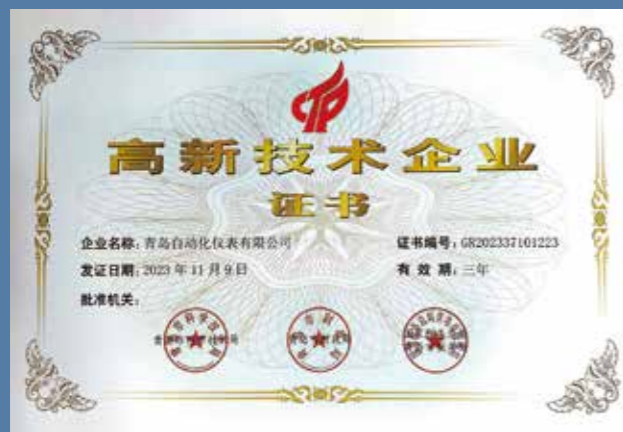 高新技术企业
证书
企业名称：青岛自动化仪表有限公司 证书编号：GR202337101223
发证日期：2023年11月9日 有效期：三年
批准机关：